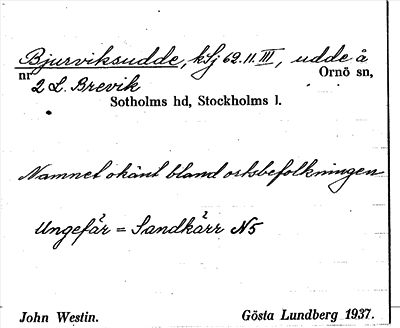 Bjurviksudde, kSj 62.11.III, udde å
nr Ornö sn,
2 L. Brevik
Sotholms hd, Stockholms l.
Namnet okänt bland ortsbefolkningen
Ungefär = Sandkärr N5
John Westin. Gösta Lundberg 1937.